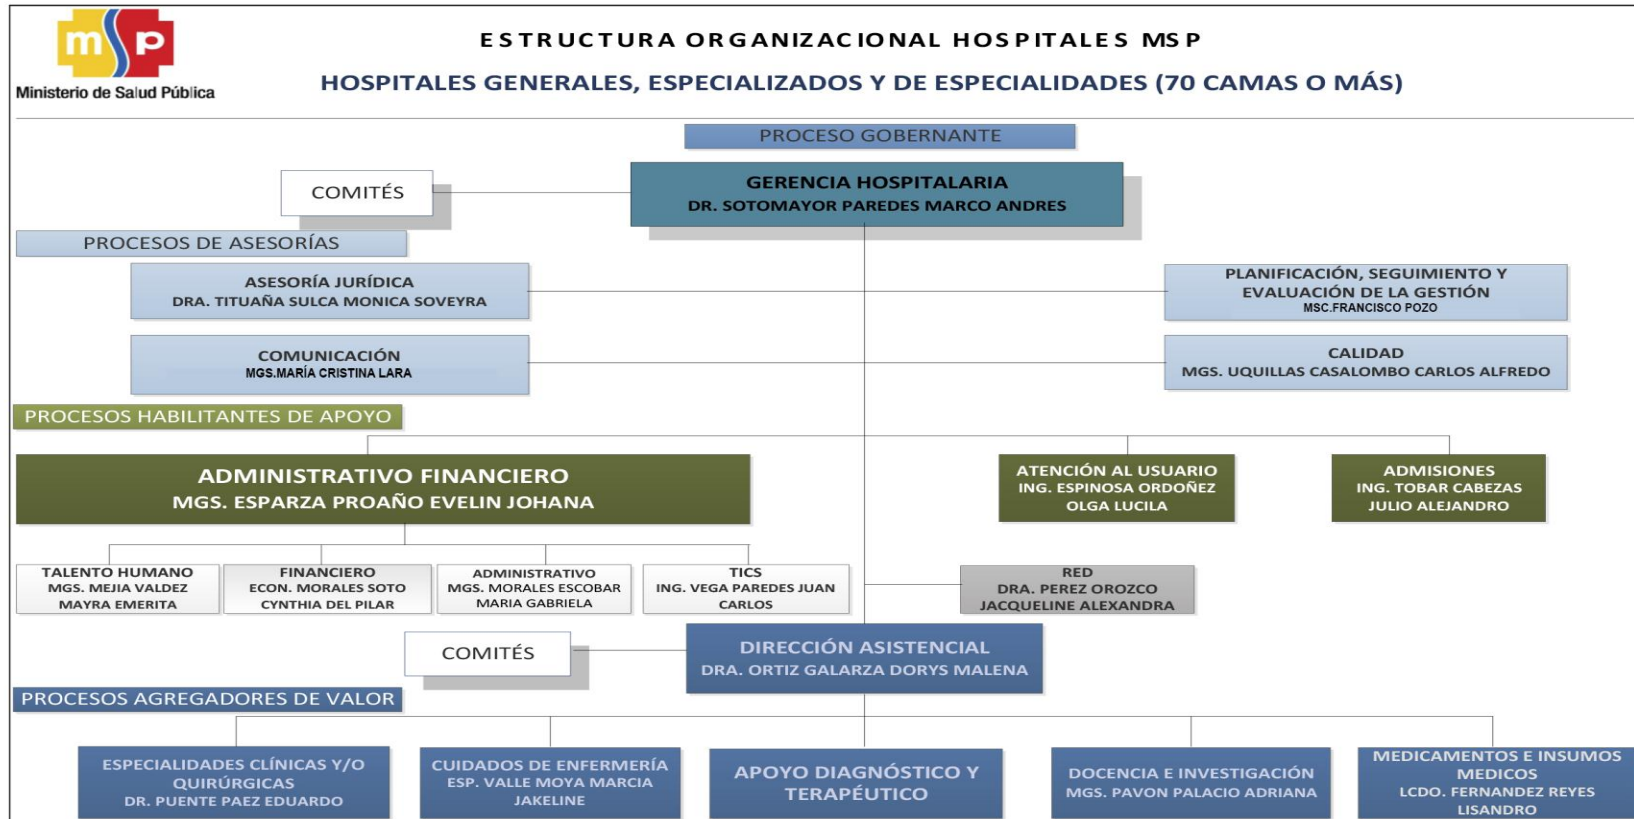 msp
Ministerio de Salud Pública
ESTRUCTURA ORGANIZACIONAL HOSPITALES MSP
HOSPITALES GENERALES, ESPECIALIZADOS Y DE ESPECIALIDADES (70 CAMAS O MÁS)
PROCESO GOBERNANTE
COMITÉS
GERENCIA HOSPITALARIA
DR. SOTOMAYOR PAREDES MARCO ANDRES
PROCESOS DE ASESORÍAS
ASESORÍA JURÍDICA
DRA. TITUAÑA SULCA MONICA SOVEYRA
PLANIFICACIÓN, SEGUIMIENTO Y
EVALUACIÓN DE LA GESTIÓN
MSC.FRANCISCO POZO
COMUNICACIÓN
MGS.MARÍA CRISTINA LARA
CALIDAD
MGS. UQUILLAS CASALOMBO CARLOS ALFREDO
PROCESOS HABILITANTES DE APOYO
ADMINISTRATIVO FINANCIERO
MGS. ESPARZA PROAÑO EVELIN JOHANA
ATENCIÓN AL USUARIO
ING. ESPINOSA ORDOÑEZ
OLGA LUCILA
ADMISIONES
ING. TOBAR CABEZAS
JULIO ALEJANDRO
TALENTO HUMANO
MGS. MEJIA VALDEZ
MAYRA EMERITA
FINANCIERO
ECON. MORALES SOTO
CYNTHIA DEL PILAR
ADMINISTRATIVO
MGS. MORALES ESCOBAR
MARIA GABRIELA
TICS
ING. VEGA PAREDES JUAN
CARLOS
RED
DRA. PEREZ OROZCO
JACQUELINE ALEXANDRA
COMITÉS
DIRECCIÓN ASISTENCIAL
DRA. ORTIZ GALARZA DORYS MALENA
PROCESOS AGREGADORES DE VALOR
ESPECIALIDADES CLÍNICAS Y/O
QUIRÚRGICAS
DR. PUENTE PAEZ EDUARDO
CUIDADOS DE ENFERMERÍA
ESP. VALLE MOYA MARCIA
JAKELINE
APOYO DIAGNÓSTICO Y
TERAPÉUTICO
DOCENCIA E INVESTIGACIÓN
MGS. PAVON PALACIO ADRIANA
MEDICAMENTOS E INSUMOS
MEDICOS
LCDO. FERNANDEZ REYES
LISANDRO